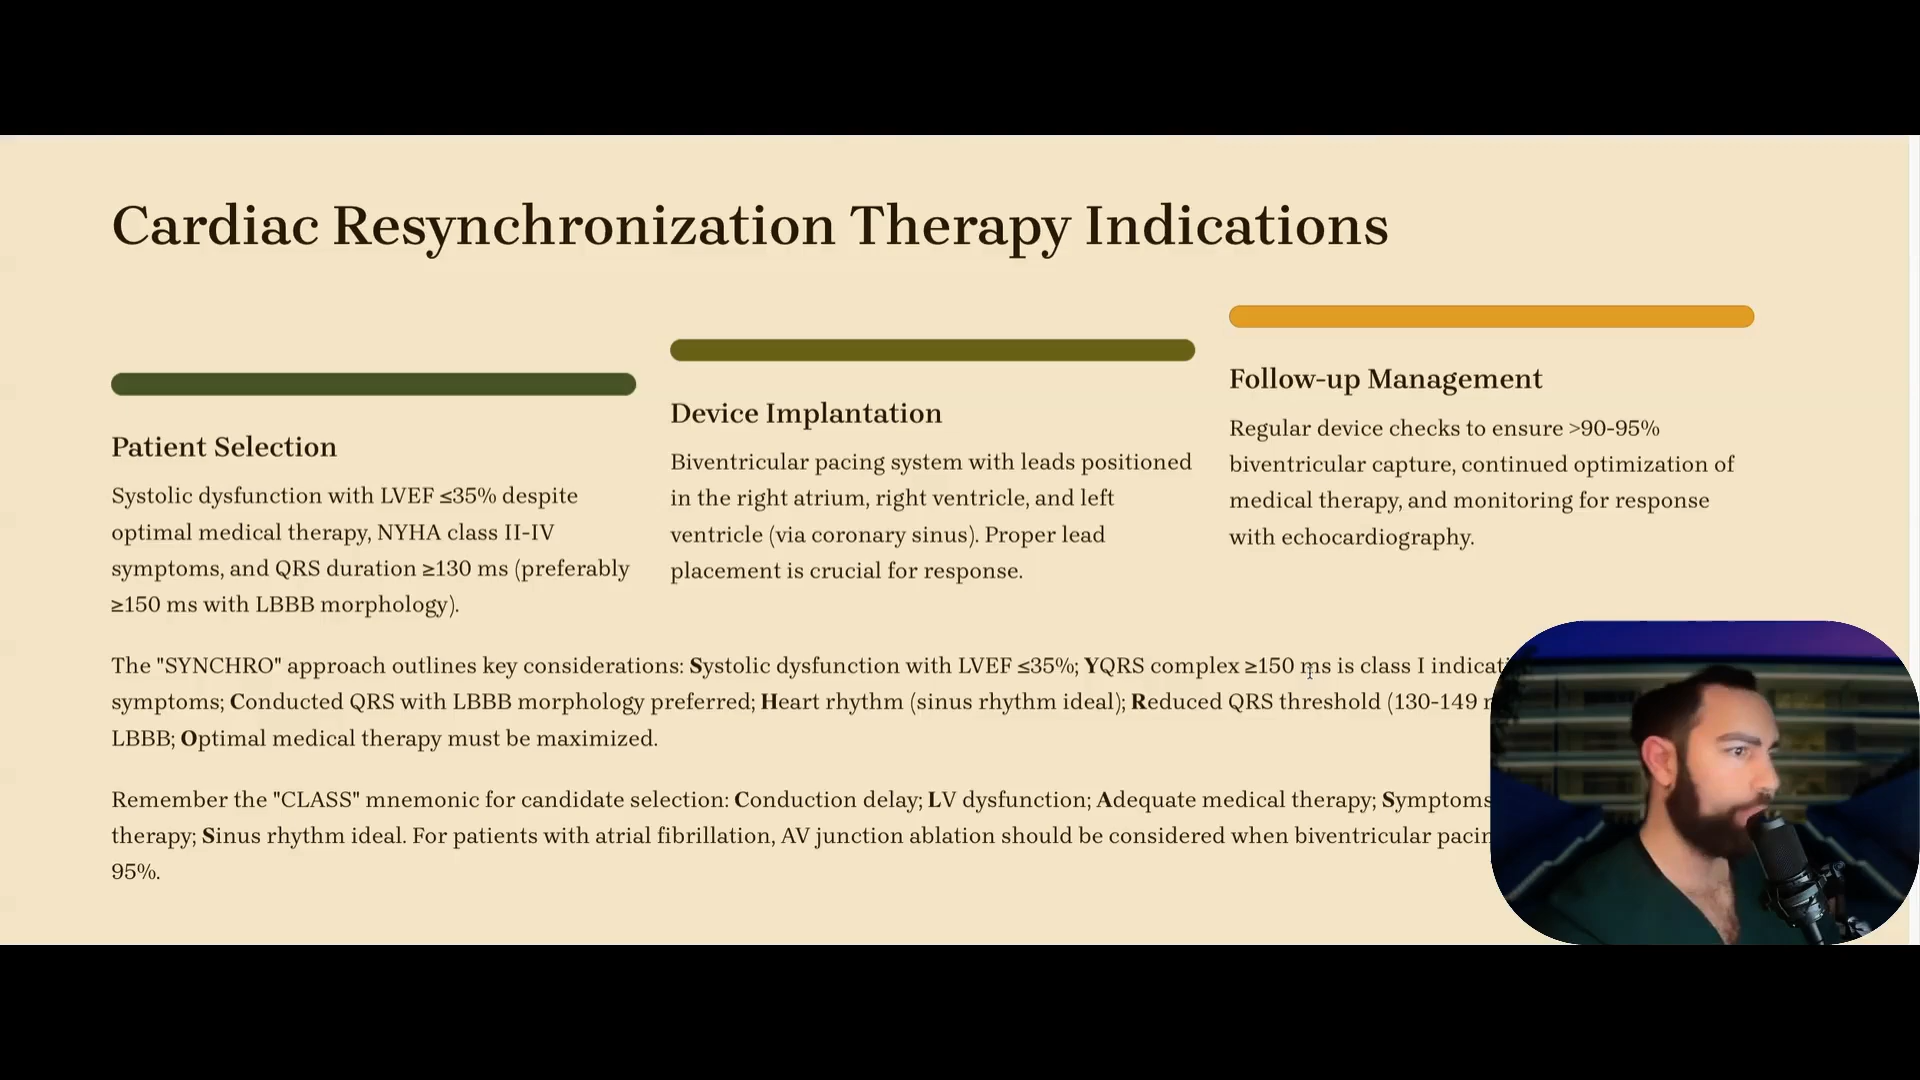 Cardiac Resynchronization Therapy Indications
Patient Selection
Systolic dysfunction with LVEF ≤35% despite
optimal medical therapy, NYHA class II-IV
symptoms, and QRS duration ≥130 ms (preferably
≥150 ms with LBBB morphology).
Device Implantation
Biventricular pacing system with leads positioned
in the right atrium, right ventricle, and left
ventricle (via coronary sinus). Proper lead
placement is crucial for response.
Follow-up Management
Regular device checks to ensure >90-95%
biventricular capture, continued optimization of
medical therapy, and monitoring for response
with echocardiography.
The "SYNCHRO" approach outlines key considerations: Systolic dysfunction with LVEF ≤35%; YQRS complex ≥150 ms is class I
symptoms; Conducted QRS with LBBB morphology preferred; Heart rhythm (sinus rhythm ideal); Reduced QRS threshold (130-149
LBBB; Optimal medical therapy must be maximized.
Remember the "CLASS" mnemonic for candidate selection: Conduction delay; LV dysfunction; Adequate medical therapy; Symptoms
therapy; Sinus rhythm ideal. For patients with atrial fibrillation, AV junction ablation should be considered when biventricular
95%.